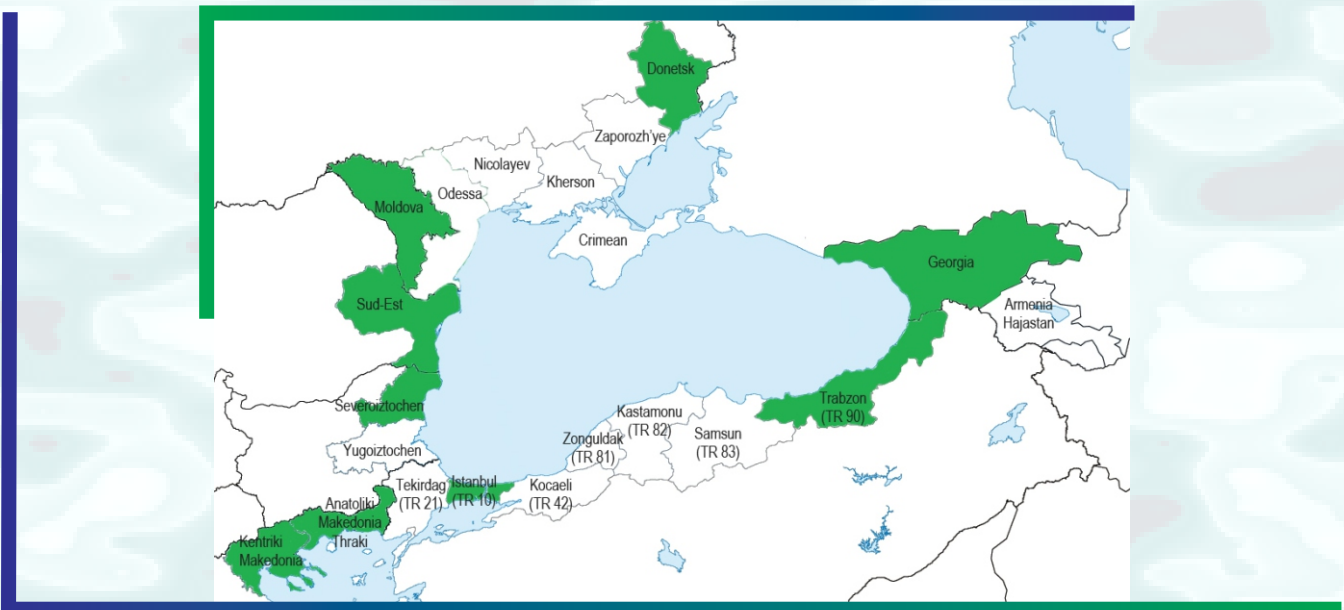 Donetsk
Zaporozh'ye
Nicolayev
Kherson
Odessa
Moldova
Crimean
Georgia
Sud-Est
Armenia
Hajastan
Severoiztochen
Trabzon
(TR 90)
Kastamonu
(TR 82)
Samsun
(TR 83)
Zonguldak
(TR 81)
Yugoiztochen
Tekirdag
(TR 21)
Istanbul
(TR 10)
Kocaeli
(TR 42)
Anatoliki
Makedonia
Thraki
Kentriki
Makedonia